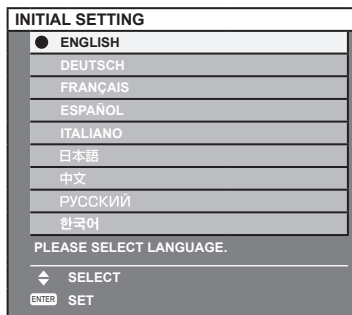 INITIAL SETTING
ENGLISH
DEUTSCH
FRANÇAIS
ESPAÑOL
ITALIANO
日本語
中文
РУССКИЙ
한국어
PLEASE SELECT LANGUAGE.
SELECT
ENTER SET